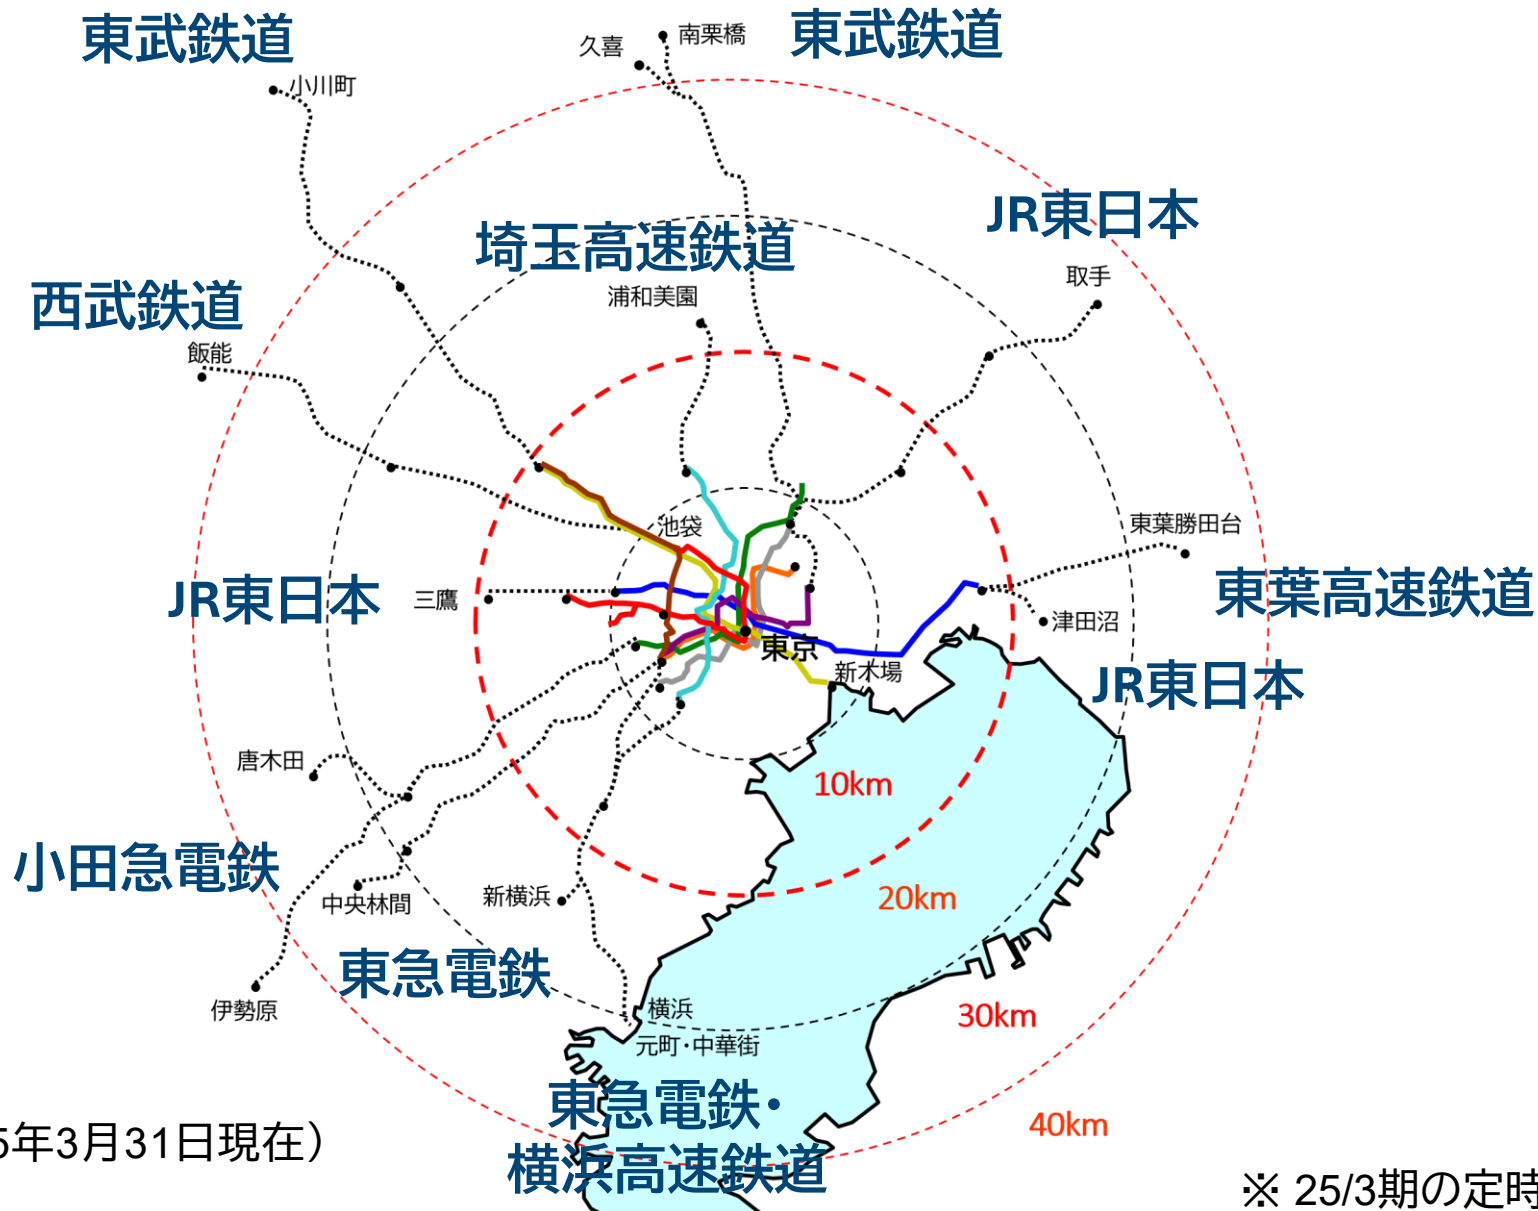 東武鉄道
久喜
南栗橋
東武鉄道
小川町
JR東日本
埼玉高速鉄道
取手
西武鉄道
浦和美園
飯能
池袋
東葉勝田台
JR東日本
三鷹
東葉高速鉄道
津田沼
東京
新木場
JR東日本
唐木田
10km
小田急電鉄
中央林間
新横浜
20km
東急電鉄
伊勢原
横浜
30km
元町・中華街
東急電鉄・
横浜高速鉄道
40km
5年3月31日現在）
※ 25/3期の定時